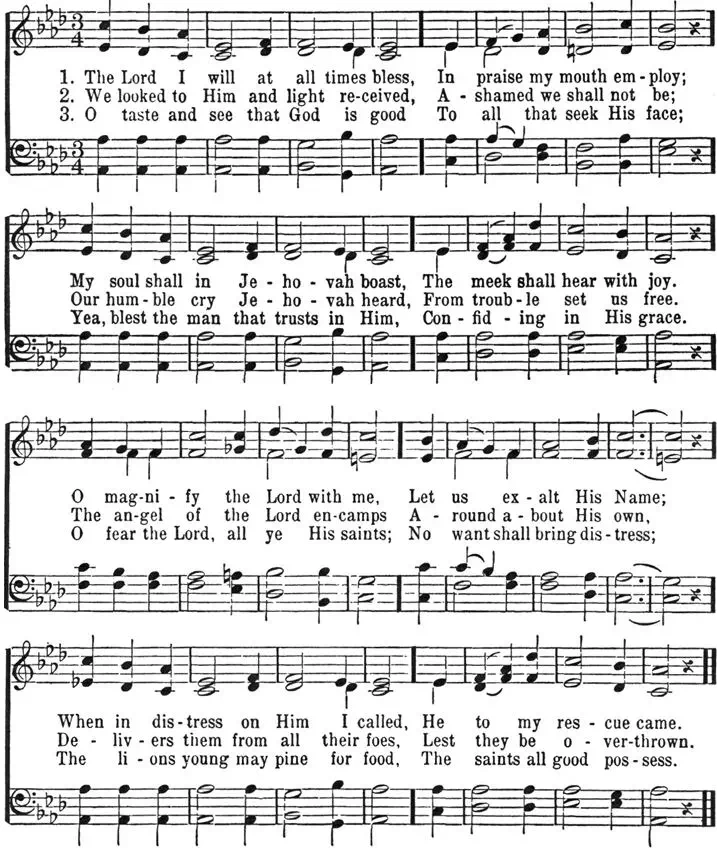 3 4
1. The Lord I will at all times bless, In praise my mouth em - ploy;
2. We looked to Him and light re-ceived, A - shamed we shall not be;
3. O taste and see that God is good To all that seek His face;
3 4
My soul shall in Je - ho - vah boast, The meek shall hear with joy.
Our hum - ble cry Je - ho - vah heard, From troub - le set us free.
Yea, blest the man that trusts in Him, Con - fid - ing in His grace.
O mag - ni - fy the Lord with me, Let us ex - alt His Name;
The an-gel of the Lord en-camps A - round a - bout His own,
O fear the Lord, all ye His saints; No want shall bring dis - tress;
When in dis - tress on Him I called, He to my res - cue came.
De - liv - ers them from all their foes, Lest they be o - ver-thrown.
The li - ons young may pine for food, The saints all good pos - sess.